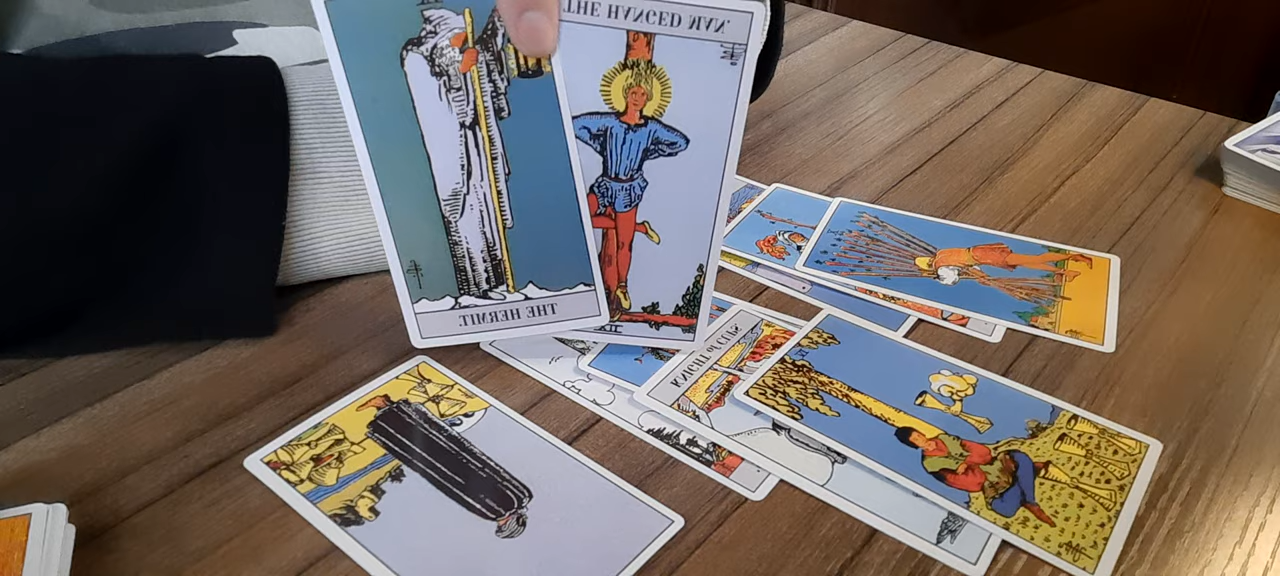 THE HANGED MAN.
THE HERMIT.
KNIGHT of CUPS